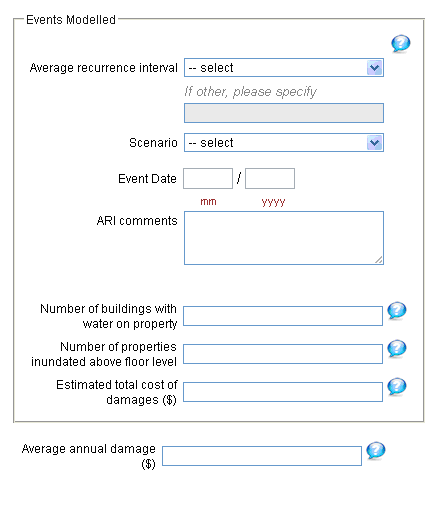 Events Modelled
?
Average recurrence interval -- select
If other, please specify
Scenario -- select
Event Date /
mm yyyy
ARI comments
Number of buildings with
water on property ?
Number of properties
inundated above floor level ?
Estimated total cost of
damages ($) ?
Average annual damage
($) ?